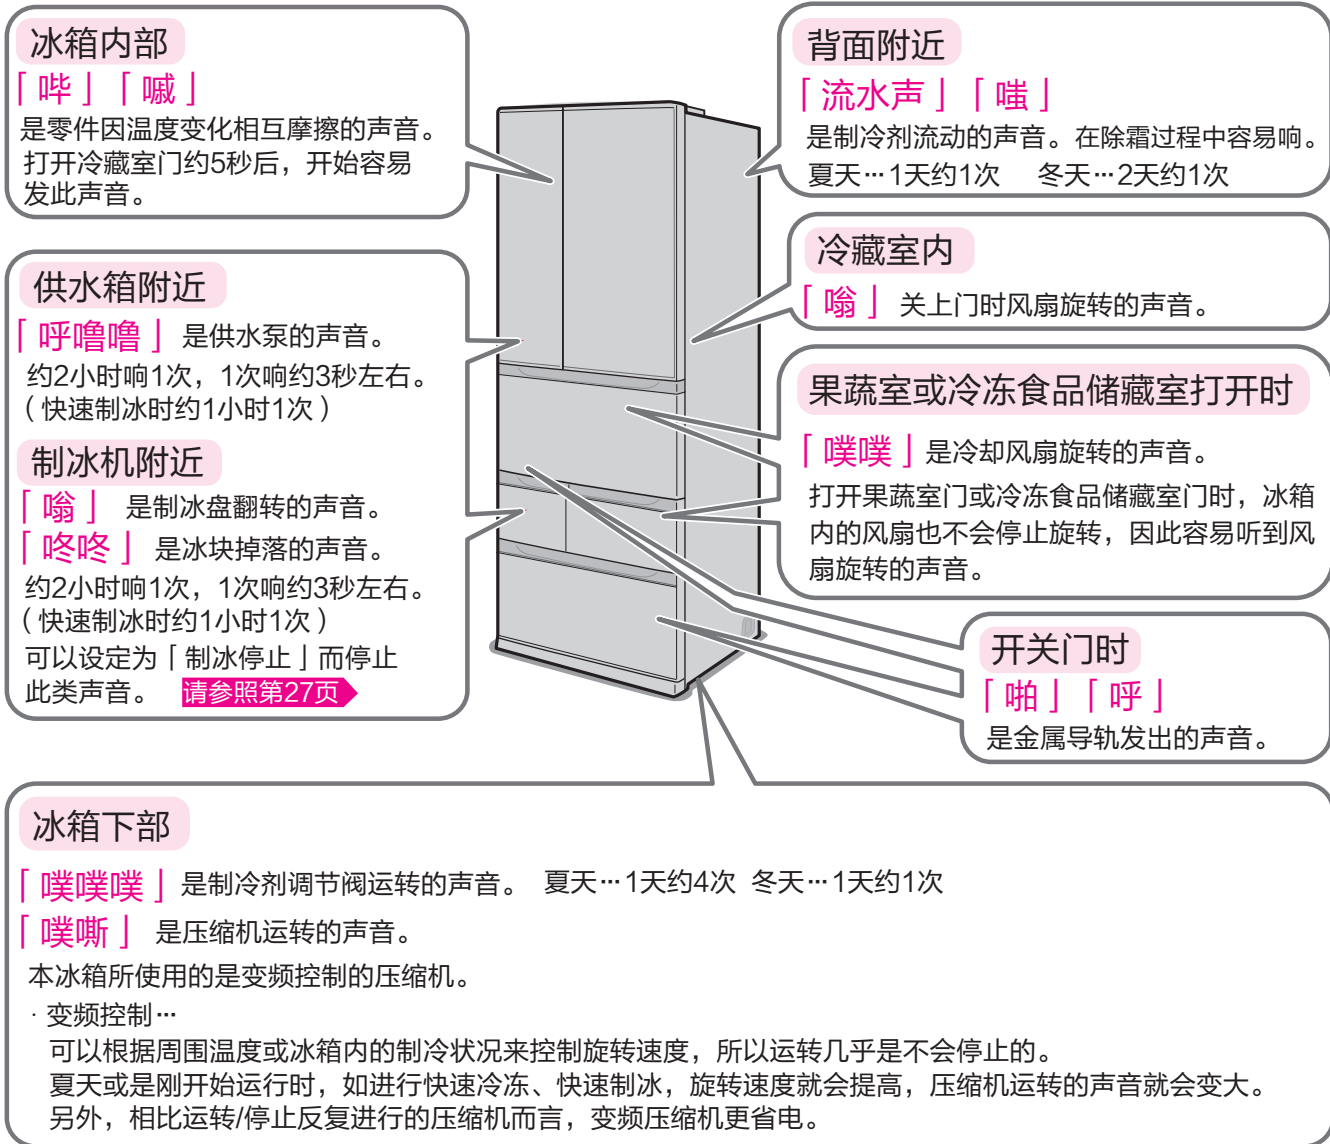 冰箱内部
「哔」「嘁」
是零件因温度变化相互摩擦的声音。
打开冷藏室门约5秒后，开始容易
发此声音。
供水箱附近
「呼噜噜」 是供水泵的声音。
约2小时响1次，1次响约3秒左右。
（快速制冰时约1小时1次）
制冰机附近
「嗡」 是制冰盘翻转的声音。
「咚咚」 是冰块掉落的声音。
约2小时响1次，1次响约3秒左右。
（快速制冰时约1小时1次）
可以设定为「制冰停止」而停止
此类声音。 请参照第27页
背面附近
「流水声」「嗤」
是制冷剂流动的声音。在除霜过程中容易响。
夏天…1天约1次 冬天…2天约1次
冷藏室内
「嗡」 关上门时风扇旋转的声音。
果蔬室或冷冻食品储藏室打开时
「噗噗」是冷却风扇旋转的声音。
打开果蔬室门或冷冻食品储藏室门时，冰箱
内的风扇也不会停止旋转，因此容易听到风
扇旋转的声音。
开关门时
「啪」「呼」
是金属导轨发出的声音。
冰箱下部
「噗噗噗」是制冷剂调节阀运转的声音。 夏天…1天约4次 冬天…1天约1次
「噗嘶」 是压缩机运转的声音。
本冰箱所使用的是变频控制的压缩机。
·变频控制…
可以根据周围温度或冰箱内的制冷状况来控制旋转速度，所以运转几乎是不会停止的。
夏天或是刚开始运行时，如进行快速冷冻、快速制冰，旋转速度就会提高，压缩机运转的声音就会变大。
另外，相比运转/停止反复进行的压缩机而言，变频压缩机更省电。